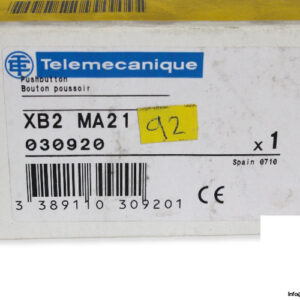 Telemecanique
Pushbutton
Bouton poussoir
XB2 MA21
92
030920
x 1
Spain 0710
3 389110 309201
CE